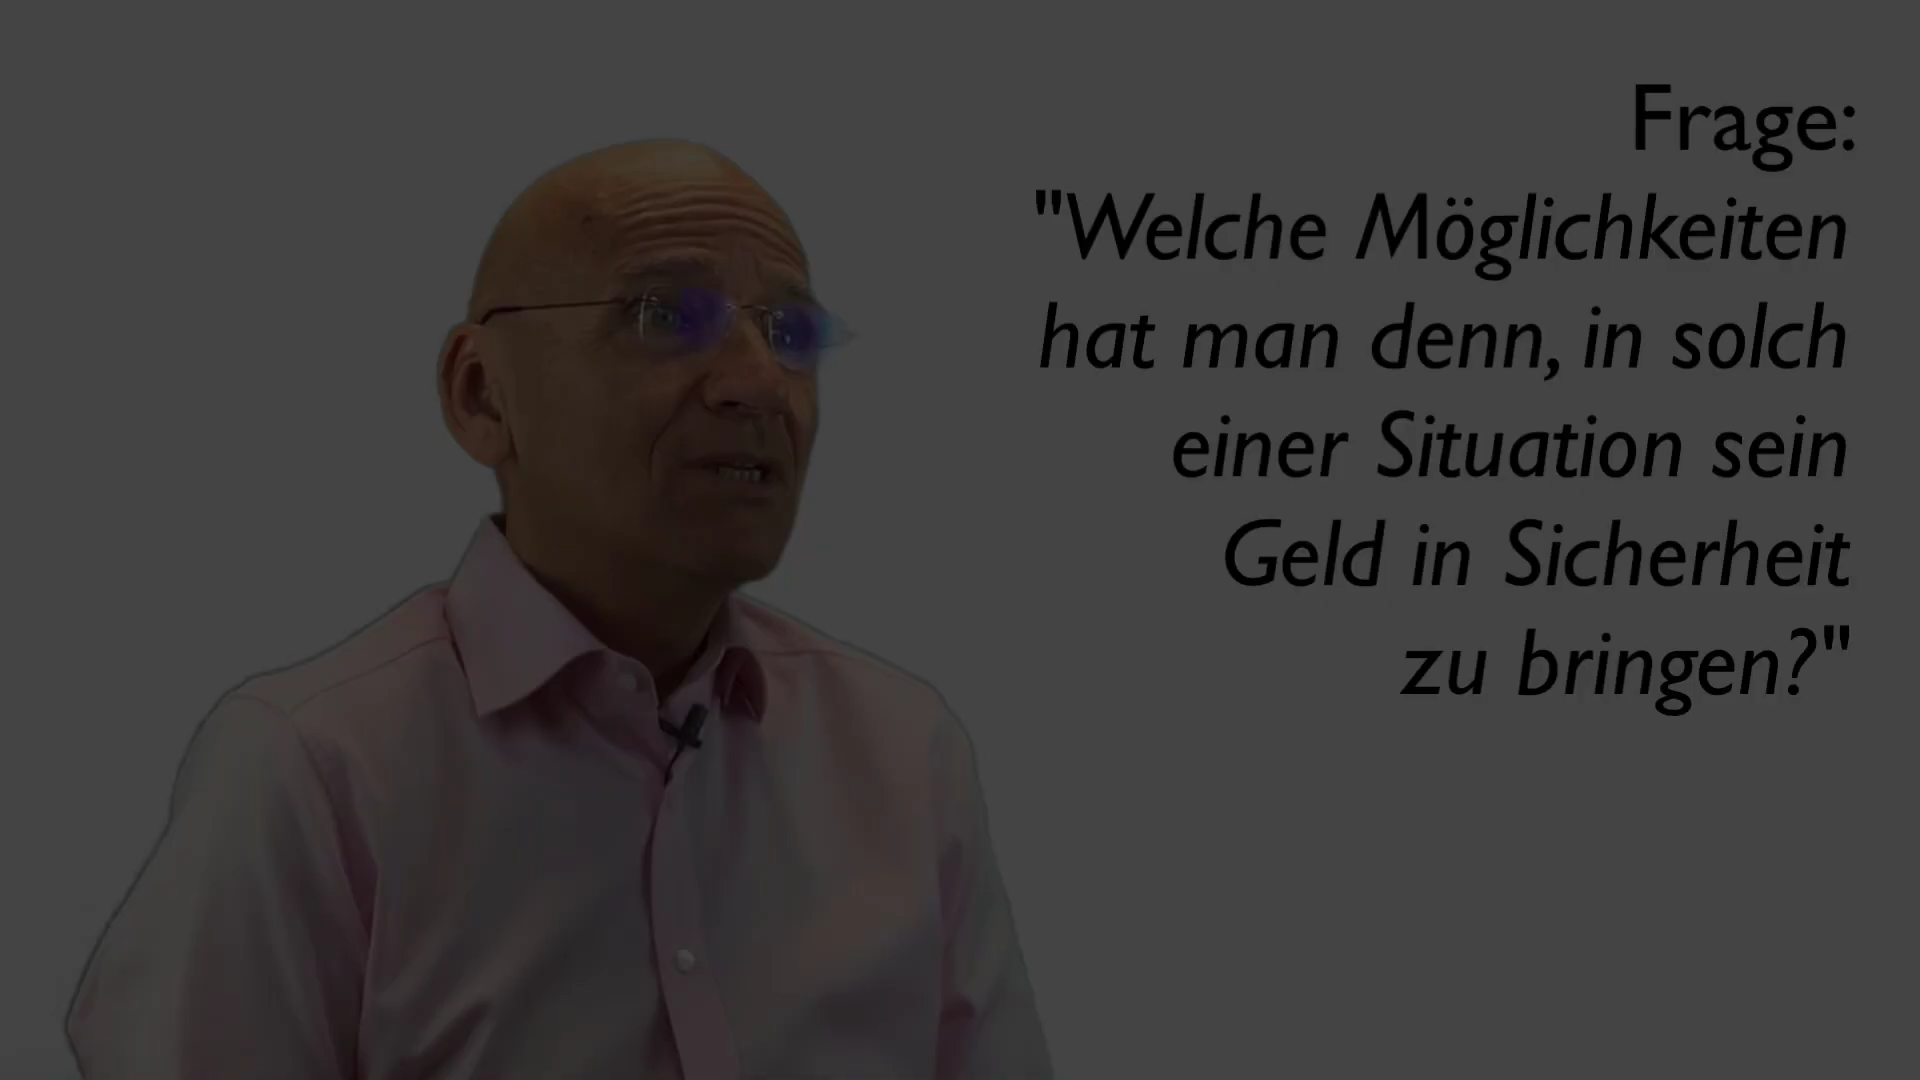 Frage:
"Welche Möglichkeiten
hat man denn, in solch
einer Situation sein
Geld in Sicherheit
zu bringen?"